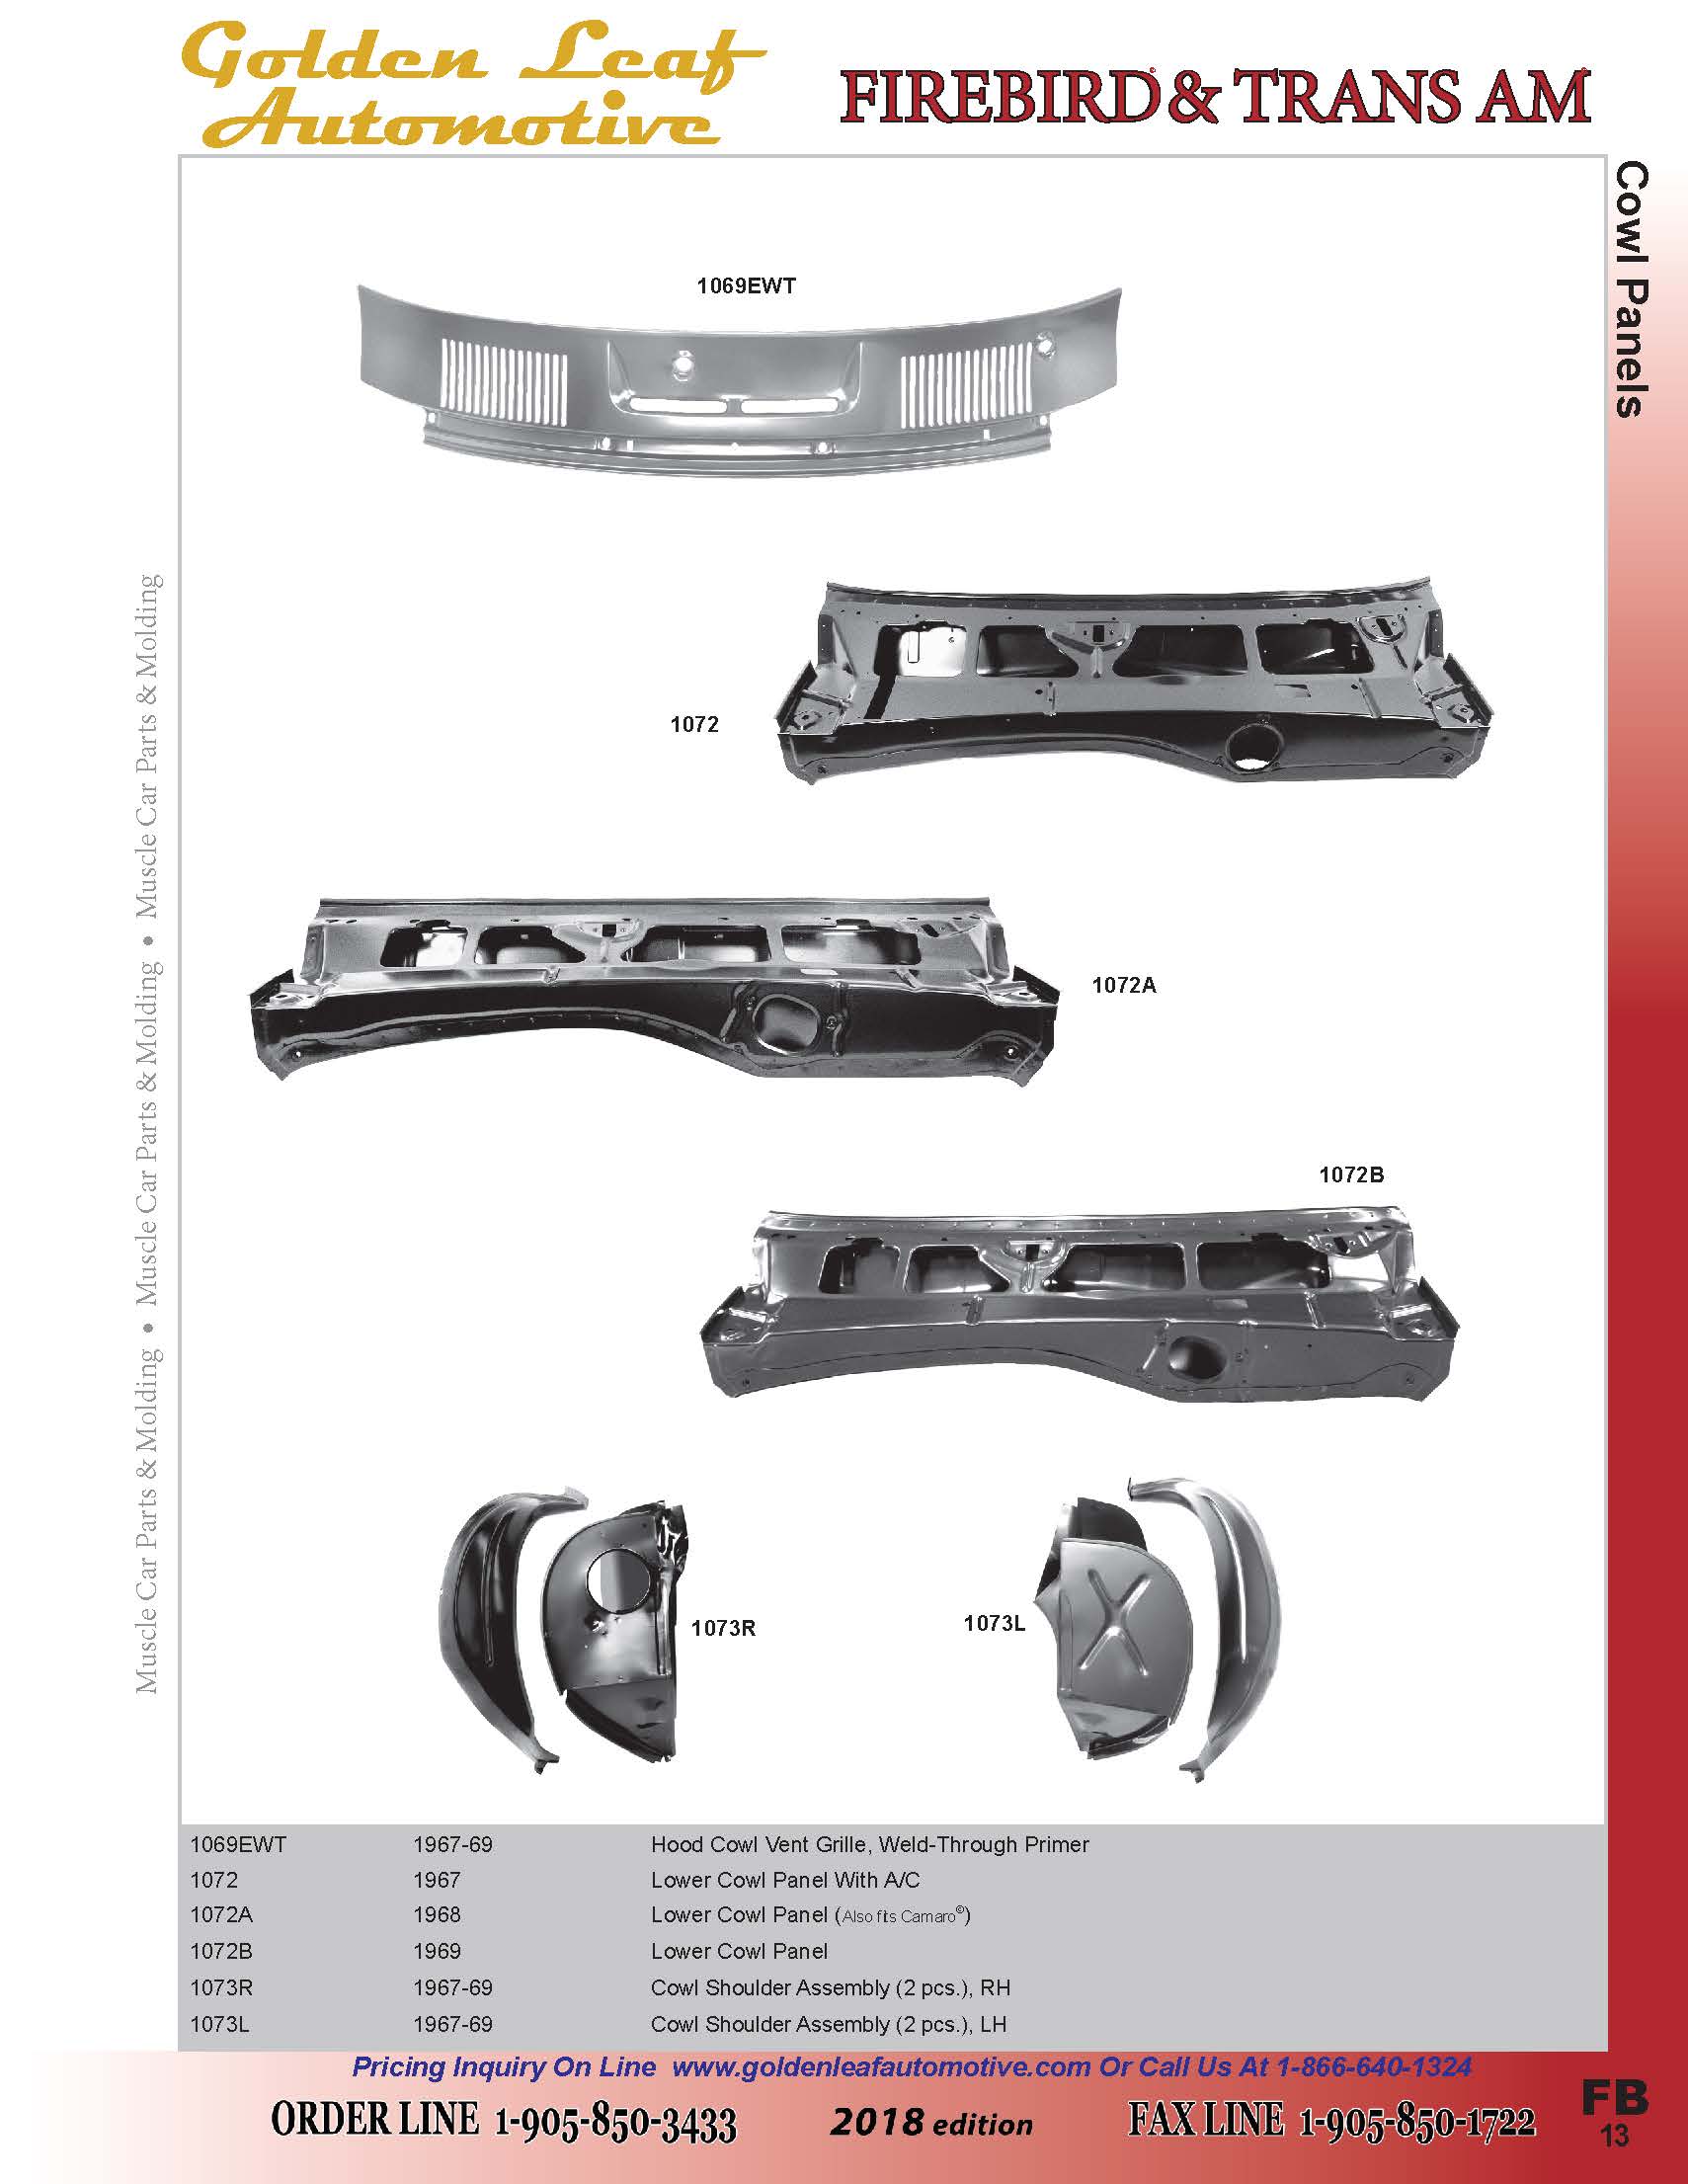 Golden Leaf
Automotive
FIREBIRD® & TRANS AM®
Cowl Panels
1069EWT
1072
1072A
1072B
1073R
1073L
Muscle Car Parts & Molding • Muscle Car Parts & Molding • Muscle Car Parts & Molding
1069EWT 1967-69 Hood Cowl Vent Grille, Weld-Through Primer
1072 1967 Lower Cowl Panel With A/C
1072A 1968 Lower Cowl Panel (Also fits Camaro©)
1072B 1969 Lower Cowl Panel
1073R 1967-69 Cowl Shoulder Assembly (2 pcs.), RH
1073L 1967-69 Cowl Shoulder Assembly (2 pcs.), LH
Pricing Inquiry On Line www.goldenleafautomotive.com Or Call Us At 1-866-640-1324
ORDER LINE 1-905-850-3433
2018 edition
FAX LINE 1-905-850-1722
FB
13